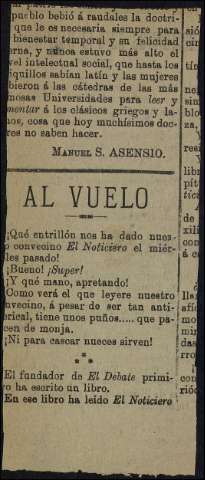 pueblo bebió á raudales la doctri-
que le es necesaria siempre para
bienestar temporal y su felicidad
erna, y nunca estuvo más alto el
vel intelectual social, que hasta los
quillos sabían latín y las mujeres
bieron á las cátedras de las más
mosas Universidades para leer y
mentar á los clásicos griegos y la-
nos, cosa que hoy muchísimos doc-
res no saben hacer.
MANUEL S. ASENSIO.
AL VUELO
¡Qué entrillón nos ha dado nues-
o convecino El Noticiero el miér-
les pasado!
¡Bueno! ¡Super!
¡Y qué mano, apretando!
Como verá el que leyere nuestro
nvecino, á pesar de ser tan anti-
erical, tiene unos puños..... que pa-
cen de monja.
¡Ni para cascar nueces sirven!
* * *
El fundador de El Debate primi-
vo ha escrito un libro.
En ese libro ha leído El Noticiero